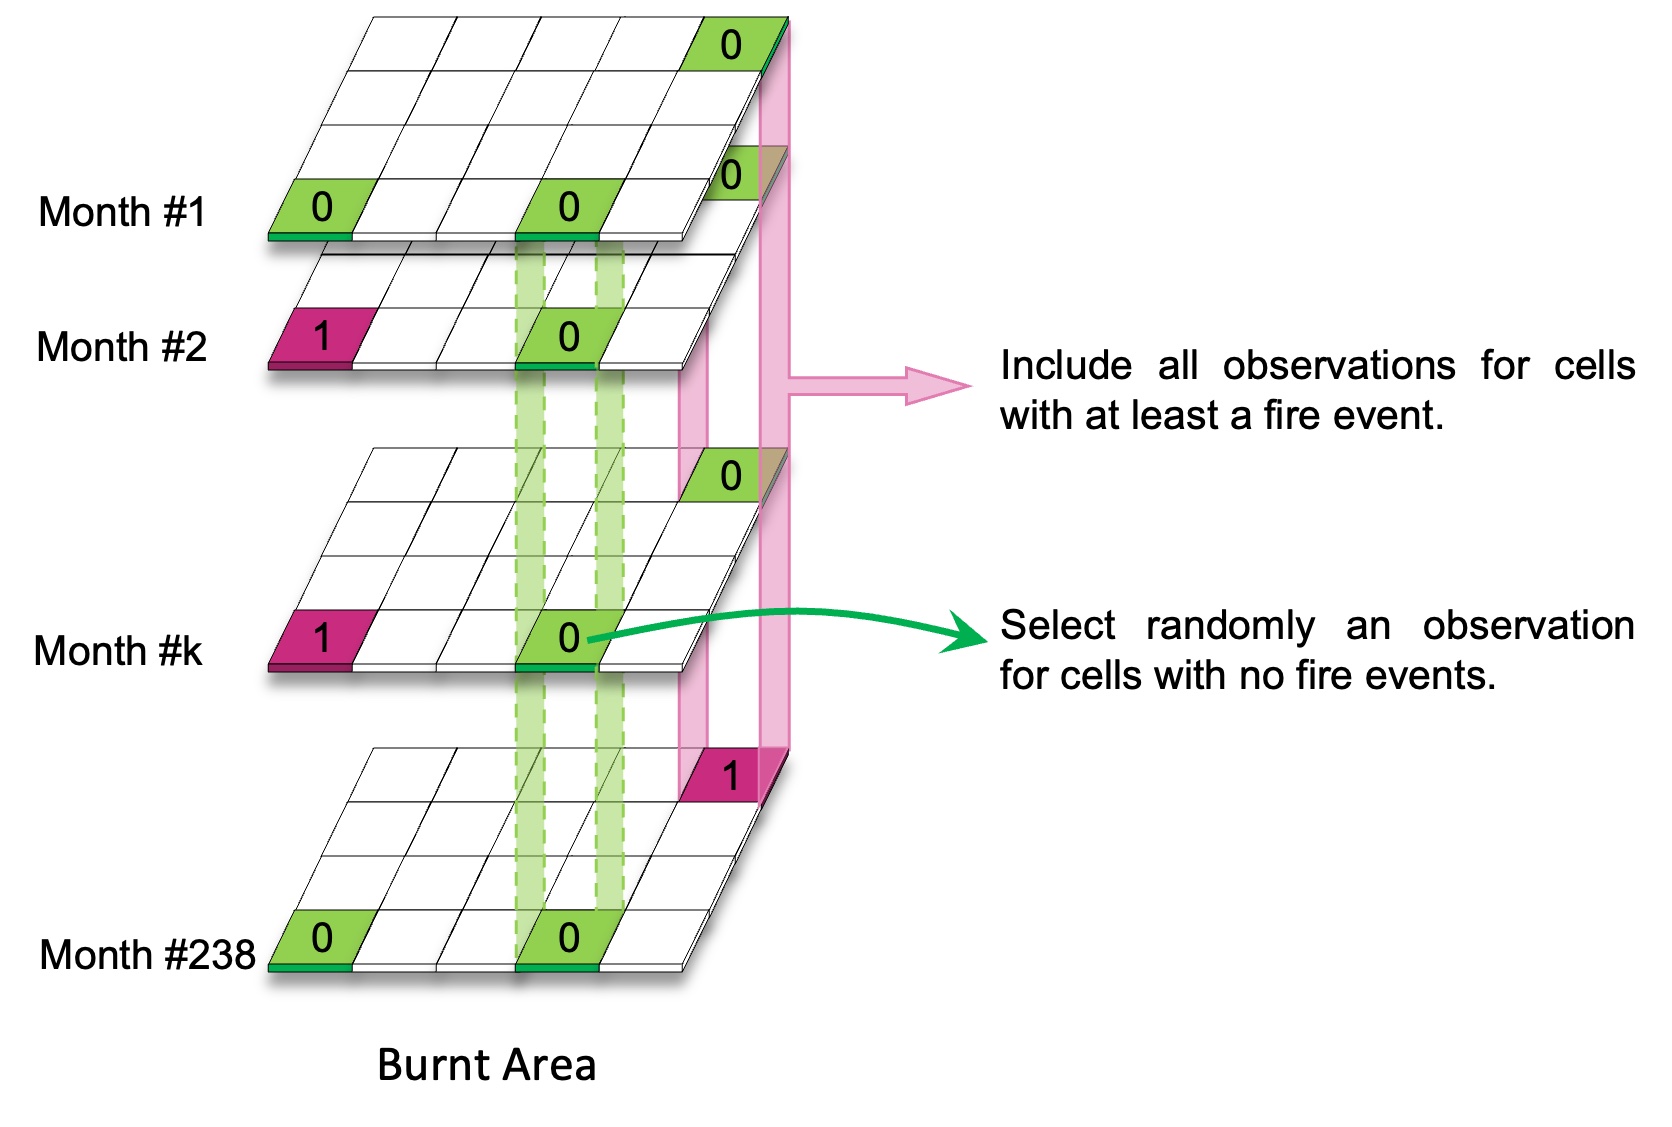 0
0
Month #1 0 0
Month #2 1 0
Include all observations for cells
with at least a fire event.
0
Month #k 1 0
Select randomly an observation
for cells with no fire events.
1
Month #238 0 0
Burnt Area